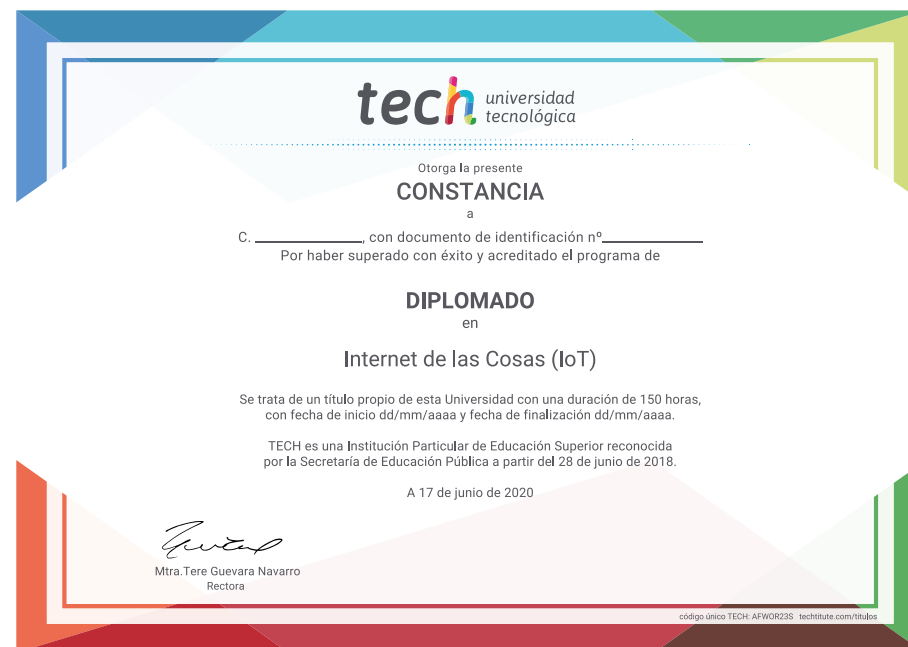 tech universidad
tecnológica
Otorga la presente
CONSTANCIA
a
C. ____________, con documento de identificación nº____________
Por haber superado con éxito y acreditado el programa de
DIPLOMADO
en
Internet de las Cosas (IoT)
Se trata de un título propio de esta Universidad con una duración de 150 horas,
con fecha de inicio dd/mm/aaaa y fecha de finalización dd/mm/aaaa.
TECH es una Institución Particular de Educación Superior reconocida
por la Secretaría de Educación Pública a partir del 28 de junio de 2018.
A 17 de junio de 2020
Mtra.Tere Guevara Navarro
Rectora
código único TECH: AFWOR23S techtitute.com/titulos